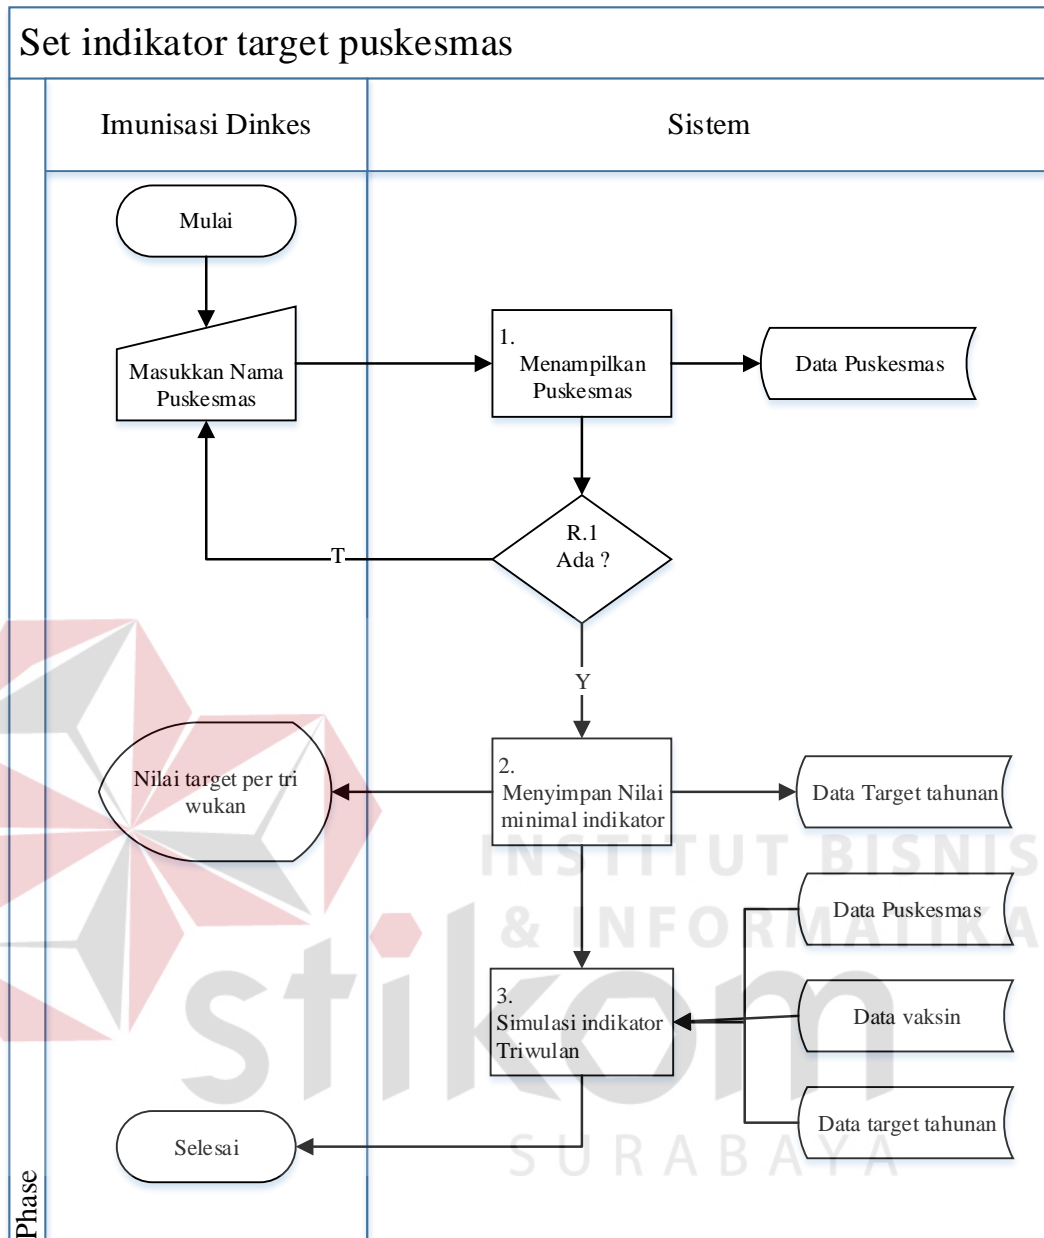 Set indikator target puskesmas
Imunisasi Dinkes
Sistem
Mulai
Masukkan Nama
Puskesmas
1.
Menampilkan
Puskesmas
Data Puskesmas
R.1
Ada ?
T
Y
Nilai target per tri
wukan
2.
Menyimpan Nilai
minimal indikator
Data Target tahunan
INSTITUT BISNIS
& INFORMATIKA
stikom
SURABAYA
Data Puskesmas
3.
Simulasi indikator
Triwulan
Data vaksin
Data target tahunan
Selesai
Phase